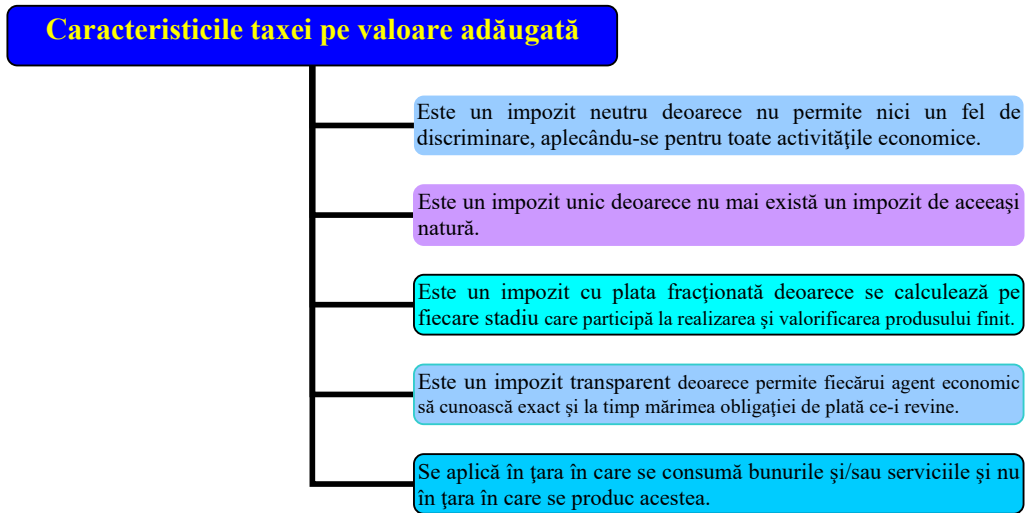 Caracteristicile taxei pe valoare adăugată
Este un impozit neutru deoarece nu permite nici un fel de
discriminare, aplecându-se pentru toate activităţile economice.
Este un impozit unic deoarece nu mai există un impozit de aceeaşi
natură.
Este un impozit cu plata fracţionată deoarece se calculează pe
fiecare stadiu care participă la realizarea şi valorificarea produsului finit.
Este un impozit transparent deoarece permite fiecărui agent economic
să cunoască exact şi la timp mărimea obligaţiei de plată ce-i revine.
Se aplică în ţara în care se consumă bunurile şi/sau serviciile şi nu
în ţara în care se produc acestea.